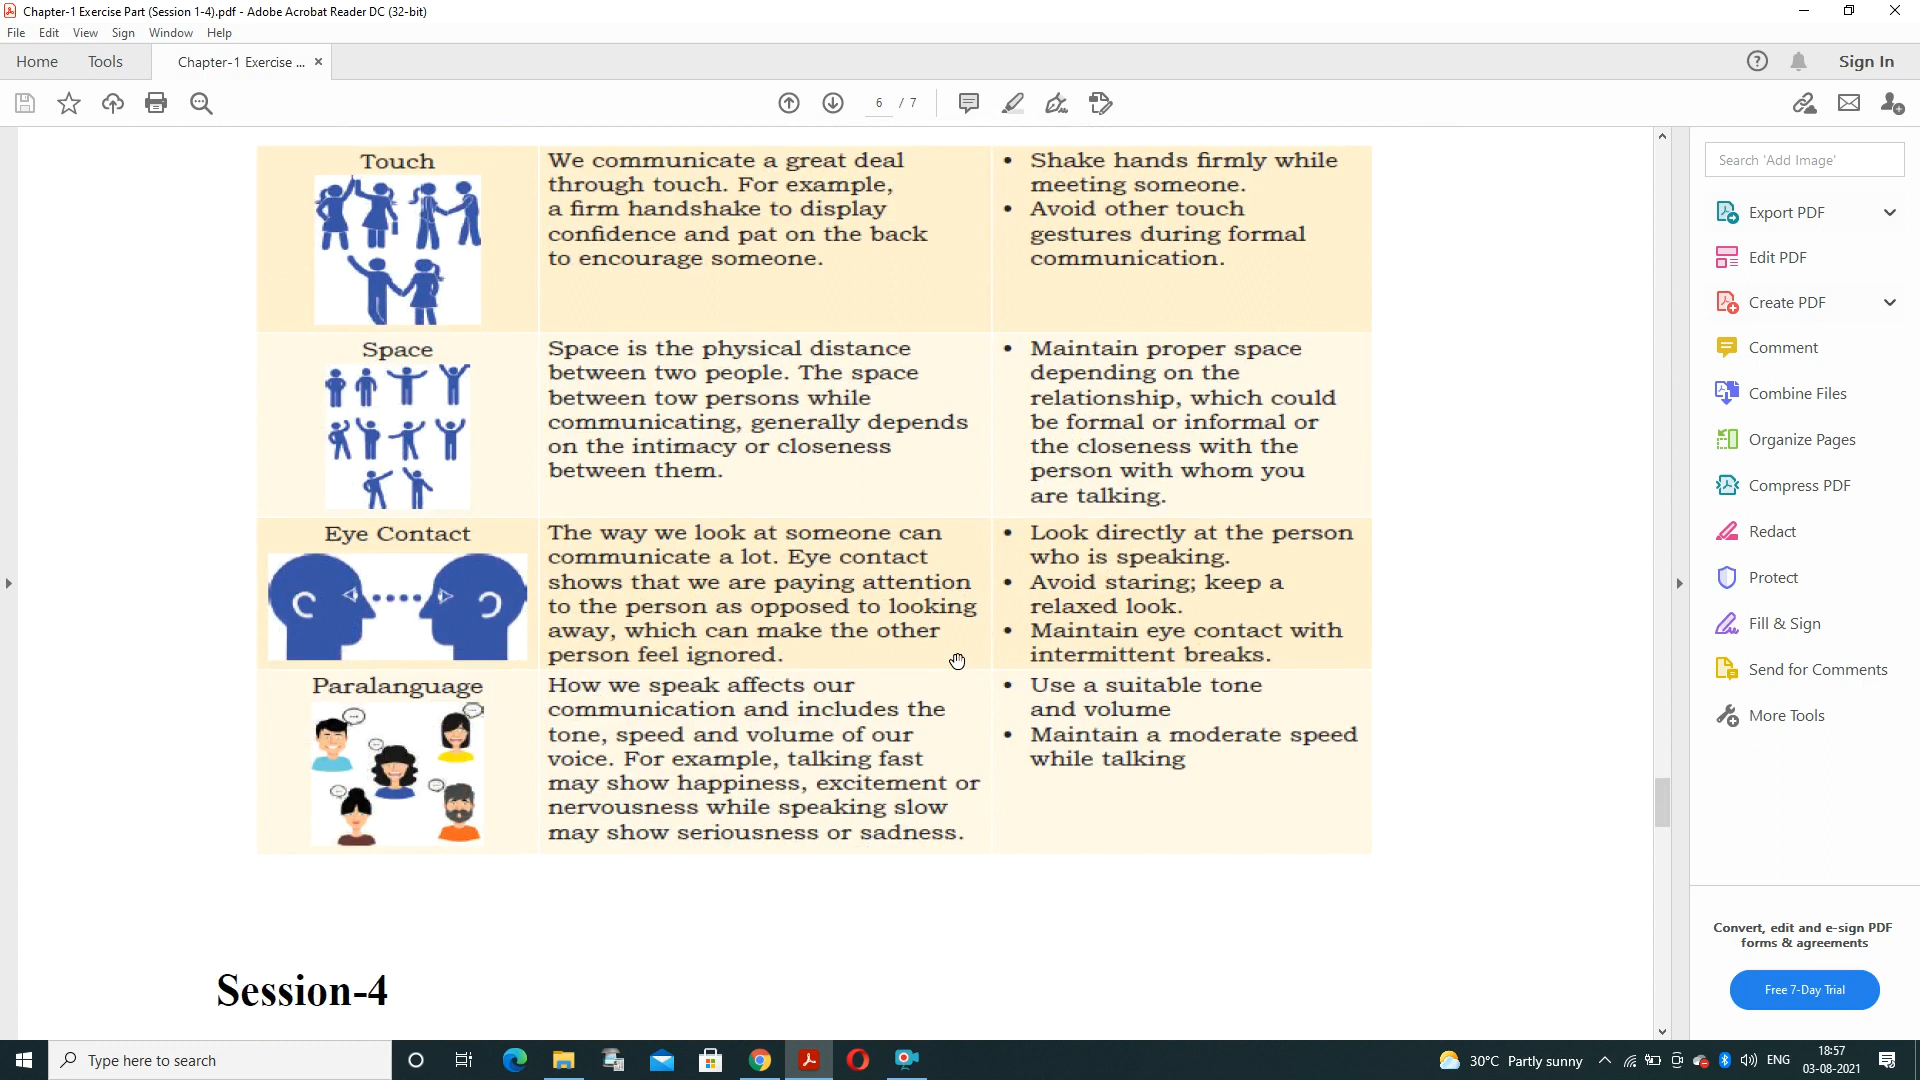 Chapter-1 Exercise Part (Session 1-4).pdf - Adobe Acrobat Reader DC (32-bit)
File Edit View Sign Window Help
Home Tools Chapter-1 Exercise ... ×
Sign In
6 / 7
Search 'Add Image'
Touch
We communicate a great deal
through touch. For example,
a firm handshake to display
confidence and pat on the back
to encourage someone.
• Shake hands firmly while
meeting someone.
• Avoid other touch
gestures during formal
communication.
Space
Space is the physical distance
between two people. The space
between tow persons while
communicating, generally depends
on the intimacy or closeness
between them.
• Maintain proper space
depending on the
relationship, which could
be formal or informal or
the closeness with the
person with whom you
are talking.
Eye Contact
The way we look at someone can
communicate a lot. Eye contact
shows that we are paying attention
to the person as opposed to looking
away, which can make the other
person feel ignored.
• Look directly at the person
who is speaking.
• Avoid staring; keep a
relaxed look.
• Maintain eye contact with
intermittent breaks.
Paralanguage
How we speak affects our
communication and includes the
tone, speed and volume of our
voice. For example, talking fast
may show happiness, excitement or
nervousness while speaking slow
may show seriousness or sadness.
• Use a suitable tone
and volume
• Maintain a moderate speed
while talking
Session-4
Export PDF
Edit PDF
Create PDF
Comment
Combine Files
Organize Pages
Compress PDF
Redact
Protect
Fill & Sign
Send for Comments
More Tools
Convert, edit and e-sign PDF
forms & agreements
Free 7-Day Trial
Type here to search
30°C Partly sunny
ENG
18:57
03-08-2021